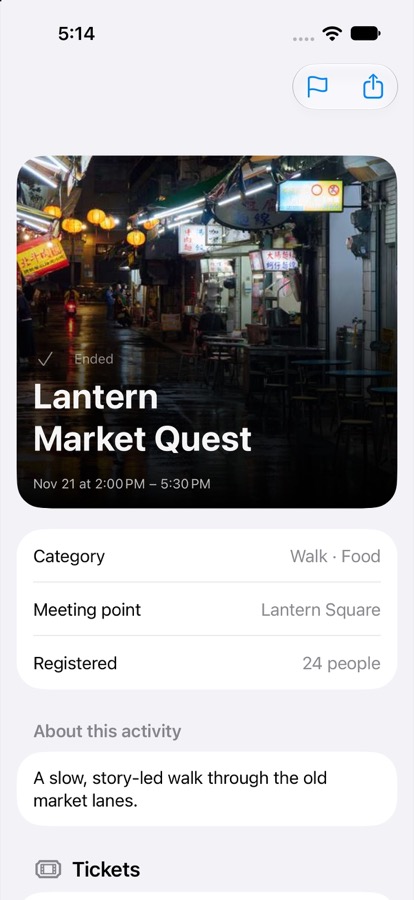 5:14
Ended
Lantern
Market Quest
Nov 21 at 2:00 PM – 5:30 PM
Category
Walk · Food
Meeting point
Lantern Square
Registered
24 people
About this activity
A slow, story-led walk through the old
market lanes.
Tickets